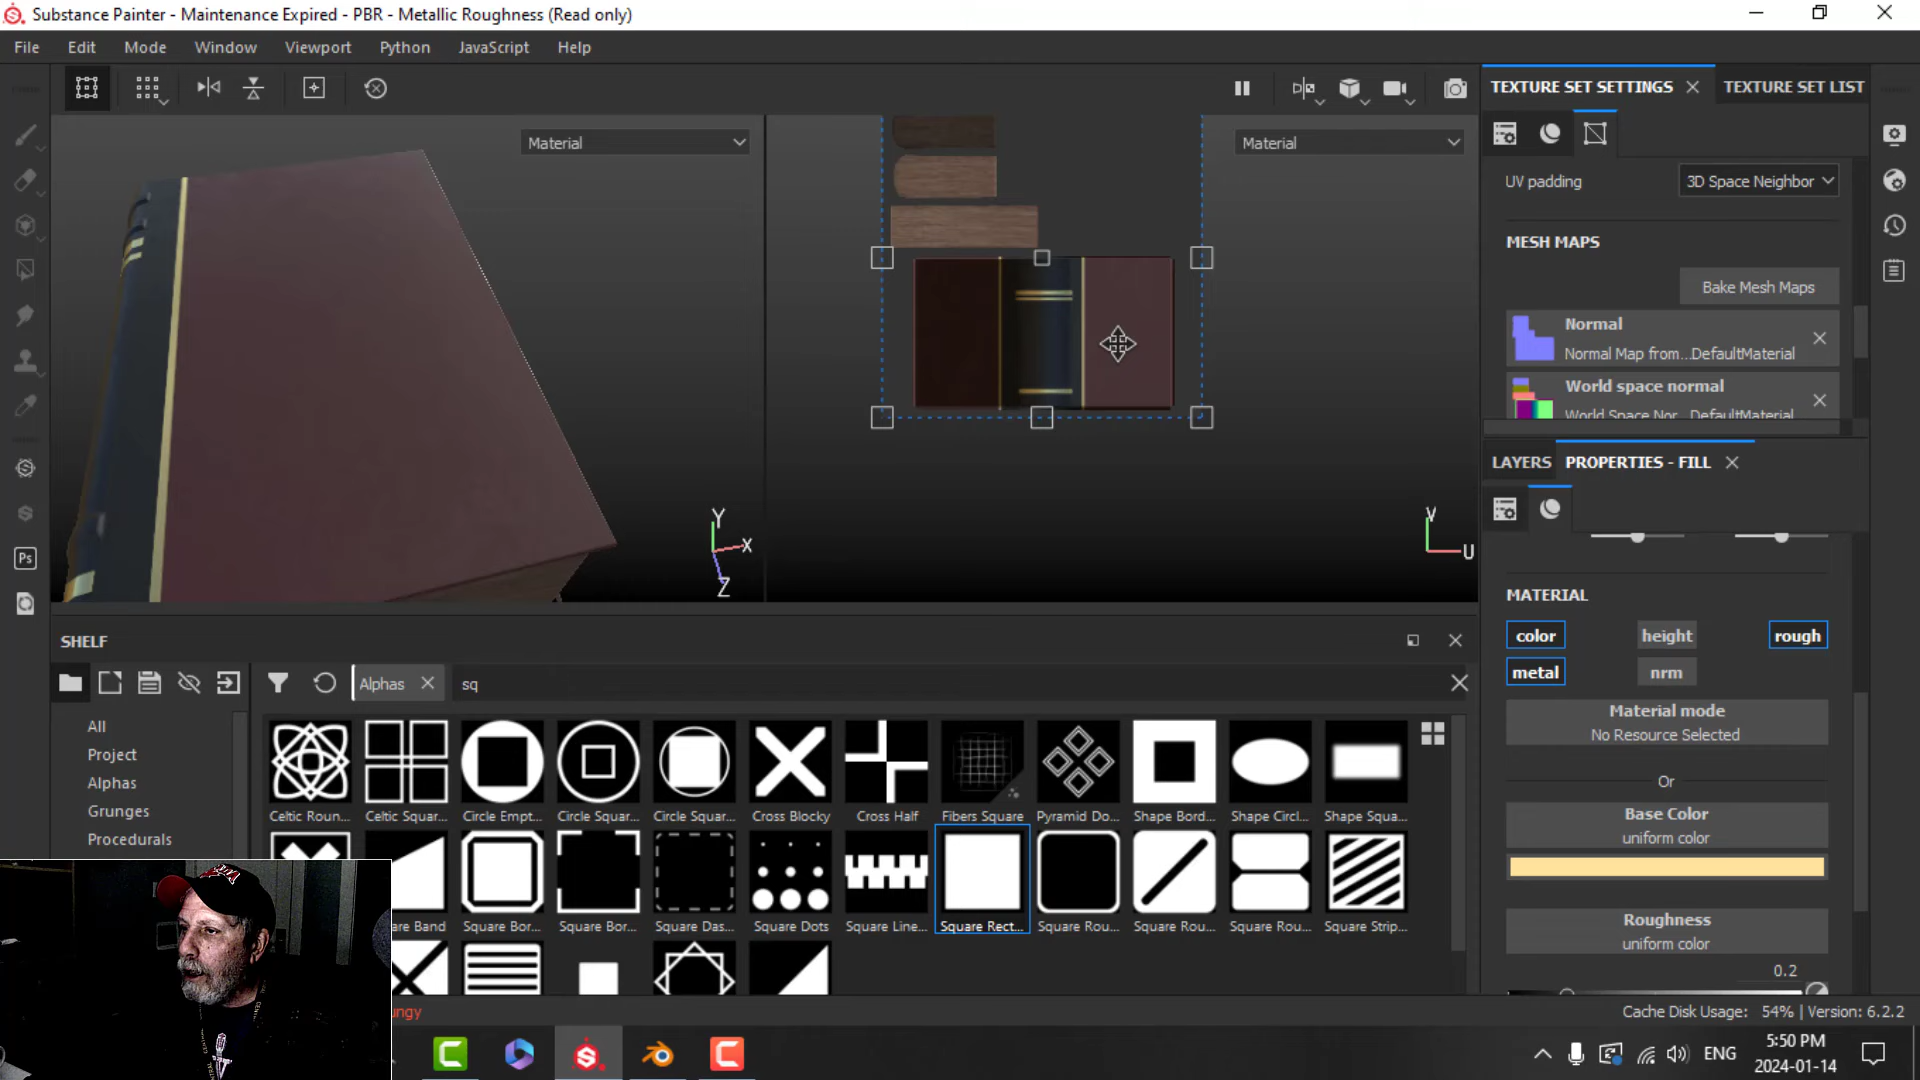 Substance Painter - Maintenance Expired - PBR - Metallic Roughness (Read only)
File Edit Mode Window Viewport Python JavaScript Help
TEXTURE SET SETTINGS TEXTURE SET LIST
Material
Material
UV padding 3D Space Neighbor
MESH MAPS
Bake Mesh Maps
Normal
Normal Map from...DefaultMaterial
World space normal
World Space Nor...DefaultMaterial
LAYERS PROPERTIES - FILL
Y
X
Z
V
U
MATERIAL
color height rough
metal nrm
Material mode
No Resource Selected
Or
Base Color
uniform color
Roughness
uniform color
0.2
SHELF
Alphas sq
All
Project
Alphas
Grunges
Procedurals
Celtic Roun... Celtic Squar... Circle Empt... Circle Squar... Circle Squar... Cross Blocky Cross Half Fibers Square Pyramid Do... Shape Bord... Shape Circl... Shape Squa...
Band Square Bor... Square Bor... Square Das... Square Dots Square Line... Square Rect... Square Rou... Square Rou... Square Rou... Square Strip...
Ps
ngy
Cache Disk Usage: 54% | Version: 6.2.2
ENG
5:50 PM
2024-01-14